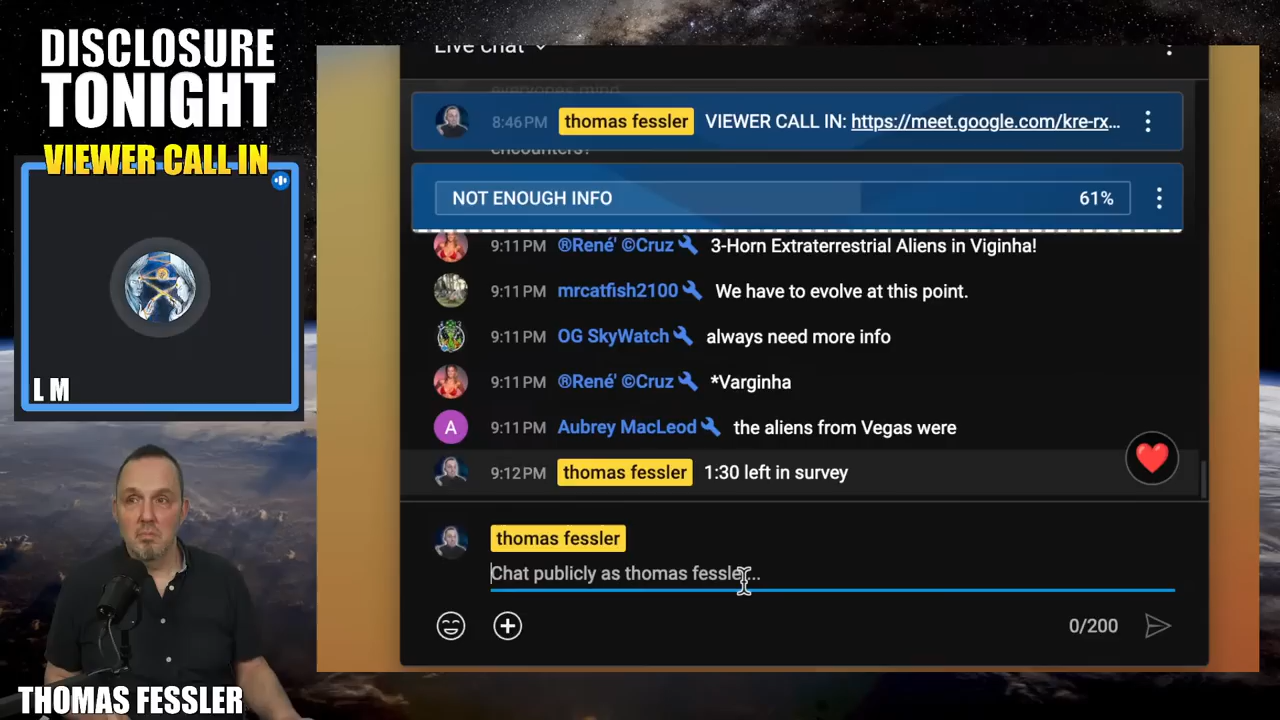 DISCLOSURE
TONIGHT
VIEWER CALL IN
L M
THOMAS FESSLER
Live chat
everyones mind
8:46 PM thomas fessler VIEWER CALL IN: https://meet.google.com/kre-rx...
encounters?
NOT ENOUGH INFO 61%
9:11 PM ®René' ©Cruz 3-Horn Extraterrestrial Aliens in Viginha!
9:11 PM mrcatfish2100 We have to evolve at this point.
9:11 PM OG SkyWatch always need more info
9:11 PM ®René' ©Cruz *Varginha
A 9:11 PM Aubrey MacLeod the aliens from Vegas were
9:12 PM thomas fessler 1:30 left in survey
thomas fessler
Chat publicly as thomas fessler...
0/200